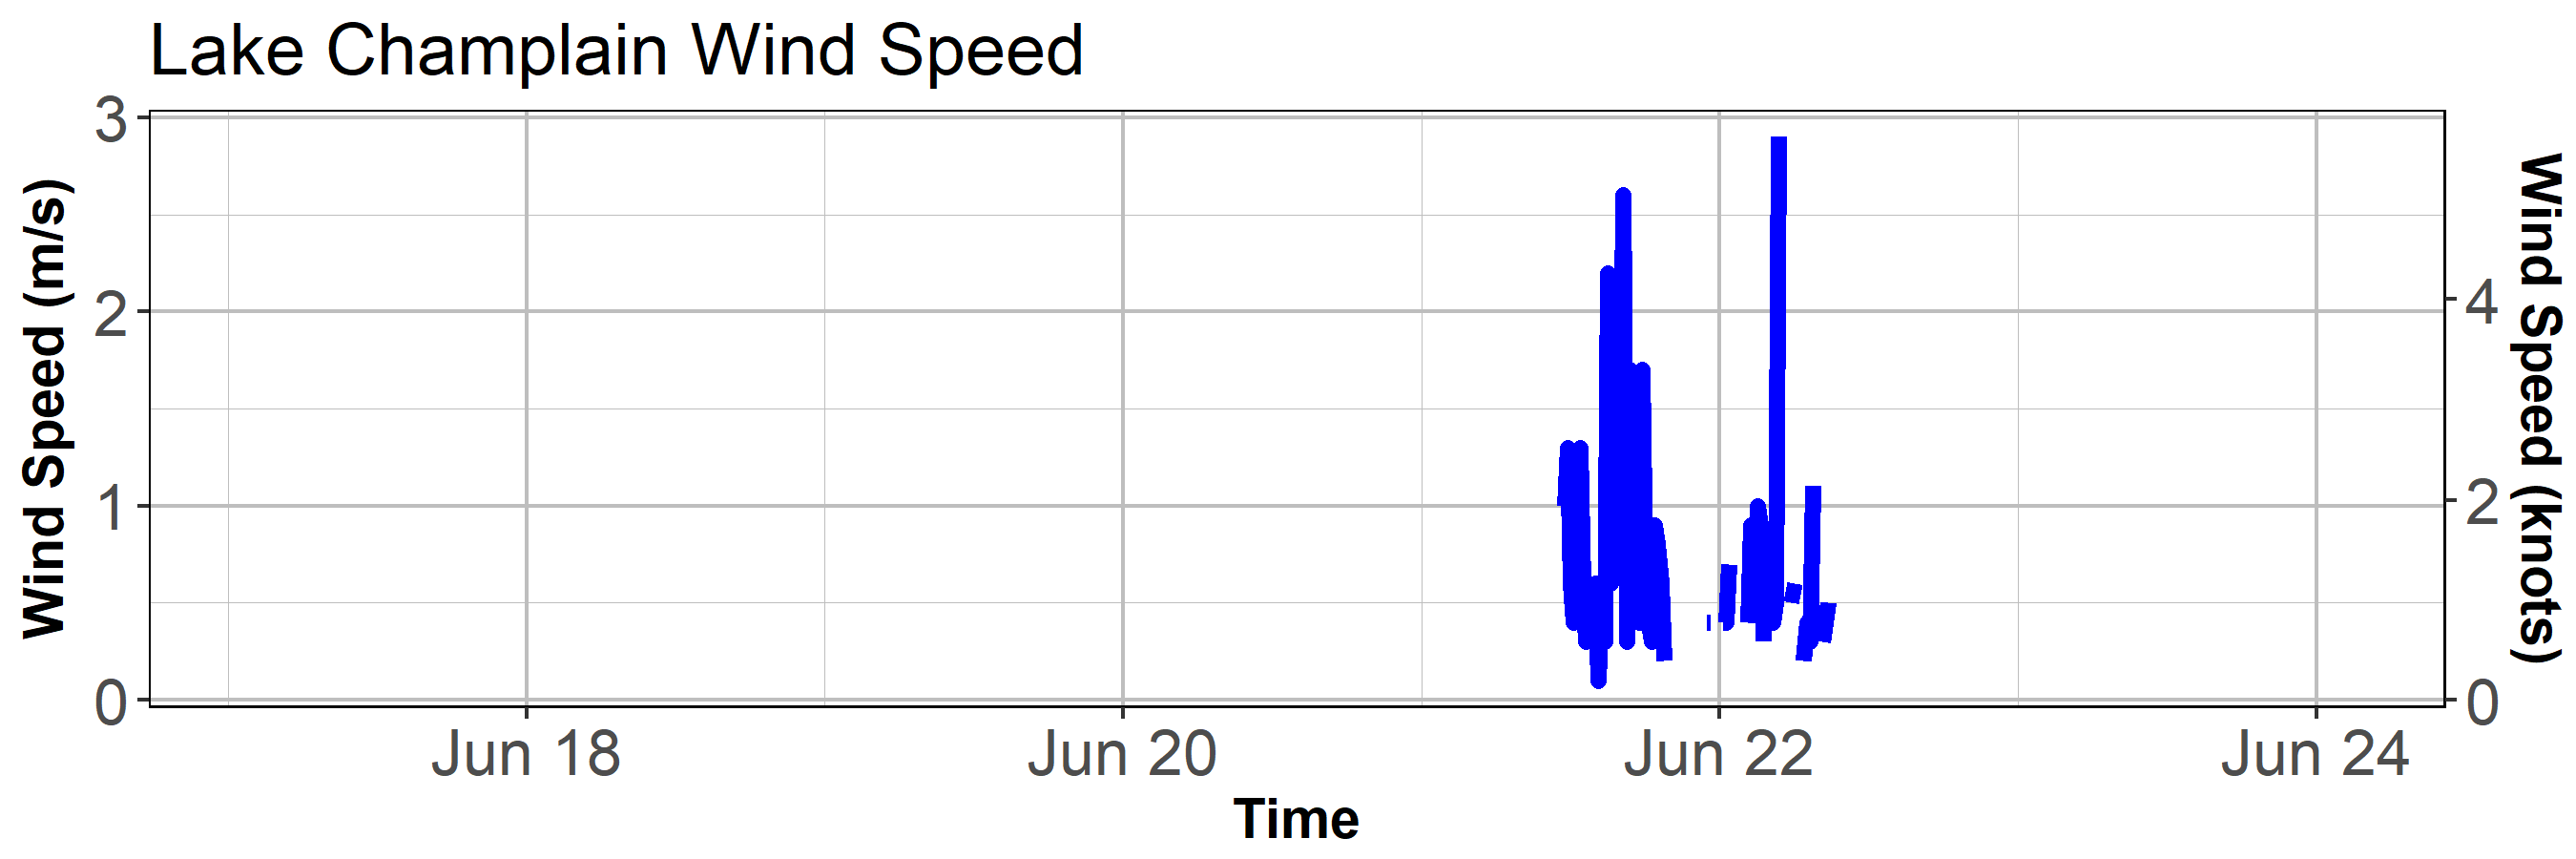 Lake Champlain Wind Speed
Wind Speed (m/s)
3
2
1
0
4
2
0
Wind Speed (knots)
Jun 18 Jun 20 Jun 22 Jun 24
Time